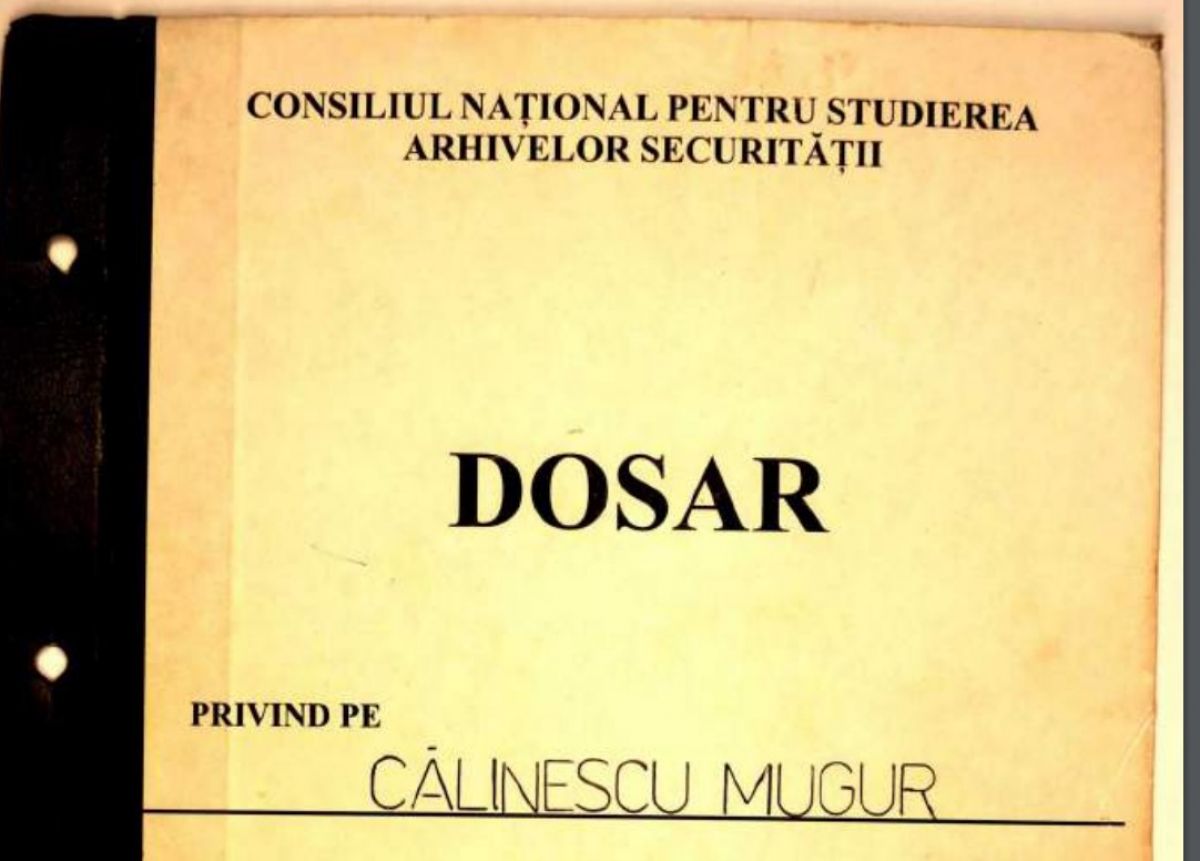 CONSILIUL NAȚIONAL PENTRU STUDIEREA
ARHIVELOR SECURITĂȚII
DOSAR
PRIVIND PE
CĂLINESCU MUGUR